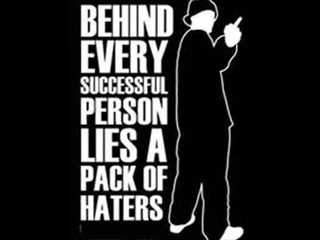 BEHIND
EVERY
SUCCESSFUL
PERSON
LIES A
PACK OF
HATERS